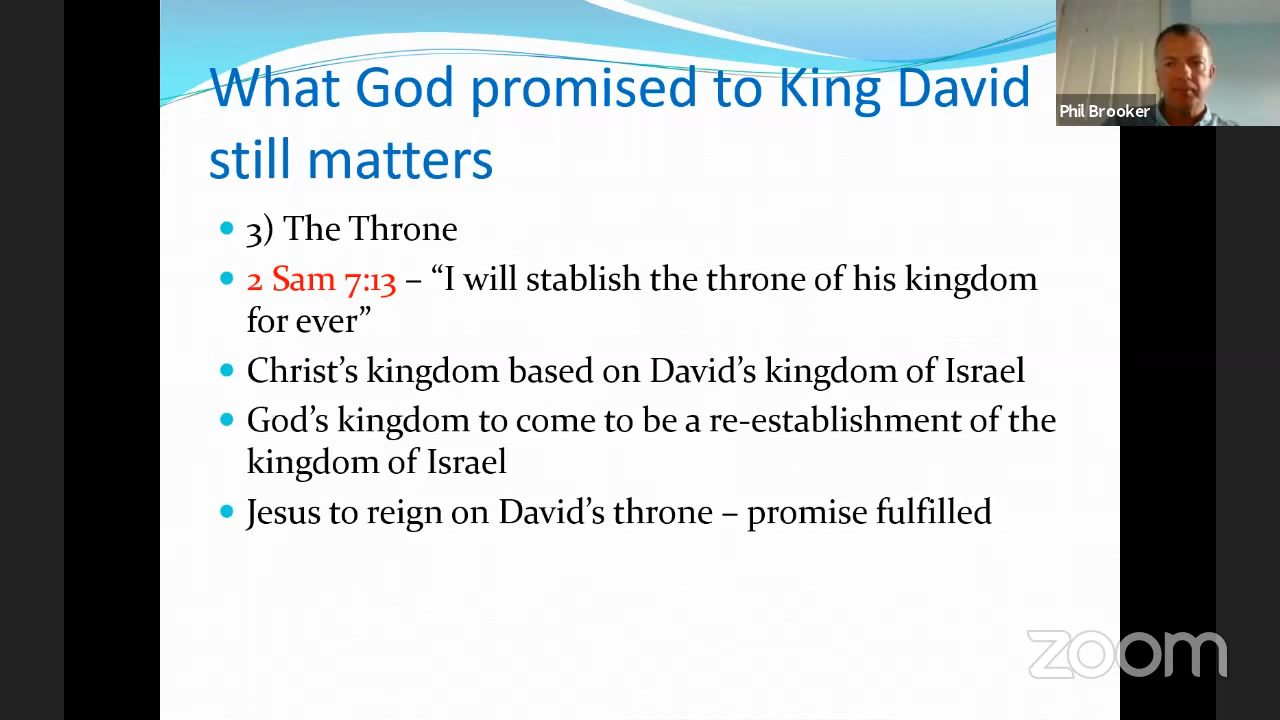 What God promised to King David
still matters
Phil Brooker
3) The Throne
2 Sam 7:13 – “I will stablish the throne of his kingdom
for ever”
Christ’s kingdom based on David’s kingdom of Israel
God’s kingdom to come to be a re-establishment of the
kingdom of Israel
Jesus to reign on David’s throne – promise fulfilled
zoom